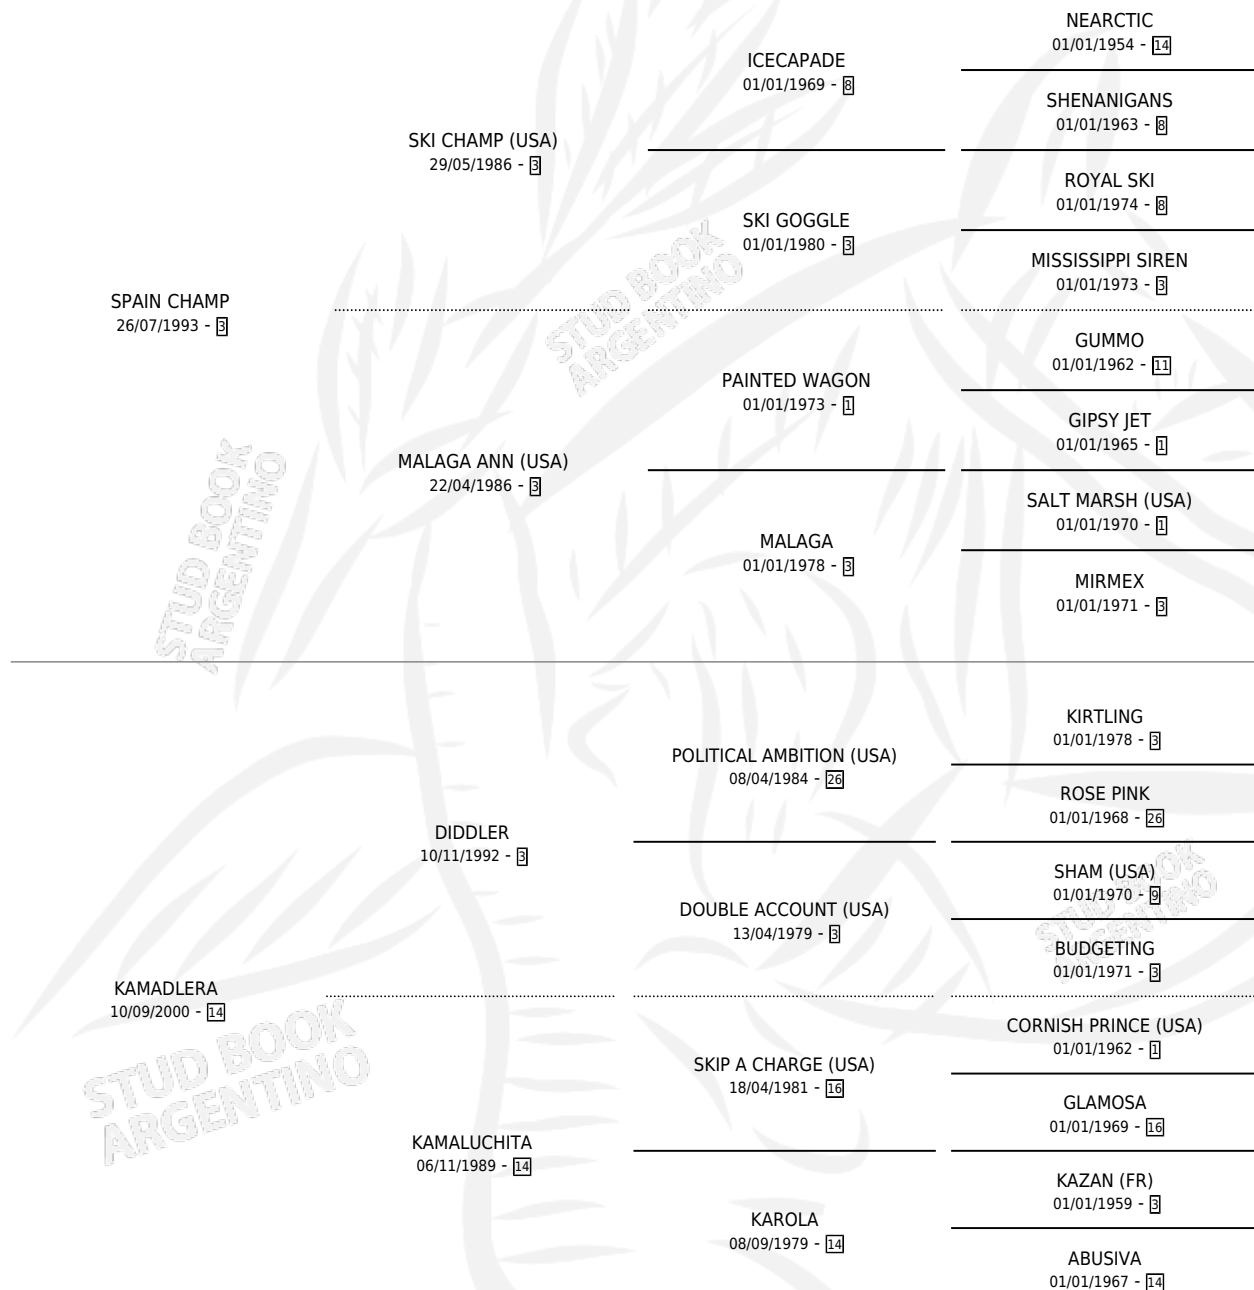 NEARCTIC
01/01/1954 - 14
ICECAPADE
01/01/1969 - 8
SHENANIGANS
01/01/1963 - 8
SKI CHAMP (USA)
29/05/1986 - 3
ROYAL SKI
01/01/1974 - 8
SKI GOGGLE
01/01/1980 - 3
MISSISSIPPI SIREN
01/01/1973 - 3
SPAIN CHAMP
26/07/1993 - 3
GUMMO
01/01/1962 - 11
PAINTED WAGON
01/01/1973 - 1
GIPSY JET
01/01/1965 - 1
MALAGA ANN (USA)
22/04/1986 - 3
SALT MARSH (USA)
01/01/1970 - 1
MALAGA
01/01/1978 - 3
MIRMEX
01/01/1971 - 3
KIRTLING
01/01/1978 - 3
POLITICAL AMBITION (USA)
08/04/1984 - 26
ROSE PINK
01/01/1968 - 26
DIDDLER
10/11/1992 - 3
SHAM (USA)
01/01/1970 - 9
DOUBLE ACCOUNT (USA)
13/04/1979 - 3
BUDGETING
01/01/1971 - 3
KAMADLERA
10/09/2000 - 14
CORNISH PRINCE (USA)
01/01/1962 - 1
SKIP A CHARGE (USA)
18/04/1981 - 16
GLAMOSA
01/01/1969 - 16
KAMALUCHITA
06/11/1989 - 14
KAZAN (FR)
01/01/1959 - 3
KAROLA
08/09/1979 - 14
ABUSIVA
01/01/1967 - 14
STUD BOOK
ARGENTINO
STUD BOOK
ARGENTINO
STUD BOOK
ARGENTINO
STUD BOOK
ARGENTINO